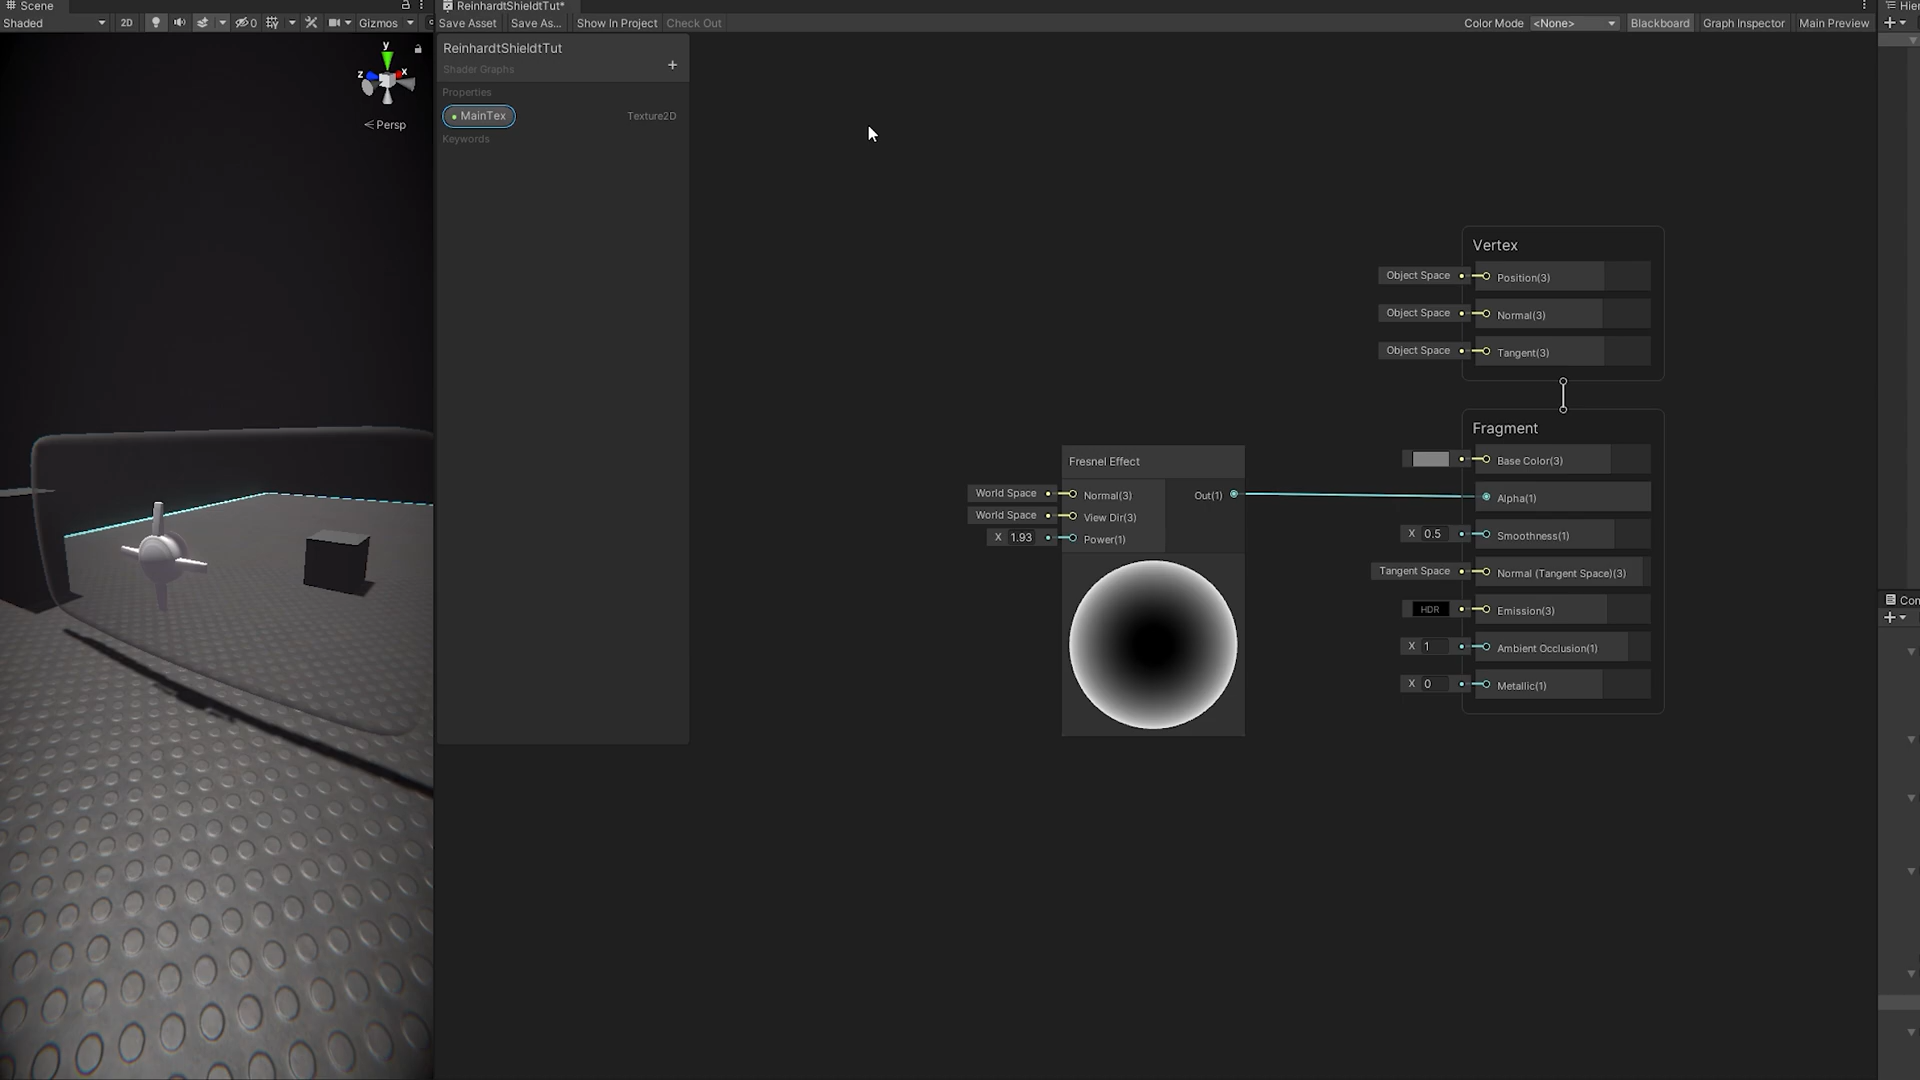 Scene
ReinhardtShieldtTut*
Hier
Shaded
2D
0
Gizmos
Save Asset
Save As...
Show In Project
Check Out
Color Mode
<None>
Blackboard
Graph Inspector
Main Preview
y
z
x
Persp
ReinhardtShieldtTut
Shader Graphs
Properties
MainTex
Texture2D
Keywords
Vertex
Object Space
Position(3)
Object Space
Normal(3)
Object Space
Tangent(3)
Fragment
Base Color(3)
Alpha(1)
X 0.5
Smoothness(1)
Tangent Space
Normal (Tangent Space)(3)
HDR
Emission(3)
X 1
Ambient Occlusion(1)
X 0
Metallic(1)
Fresnel Effect
World Space
Normal(3)
Out(1)
World Space
View Dir(3)
X 1.93
Power(1)
Con